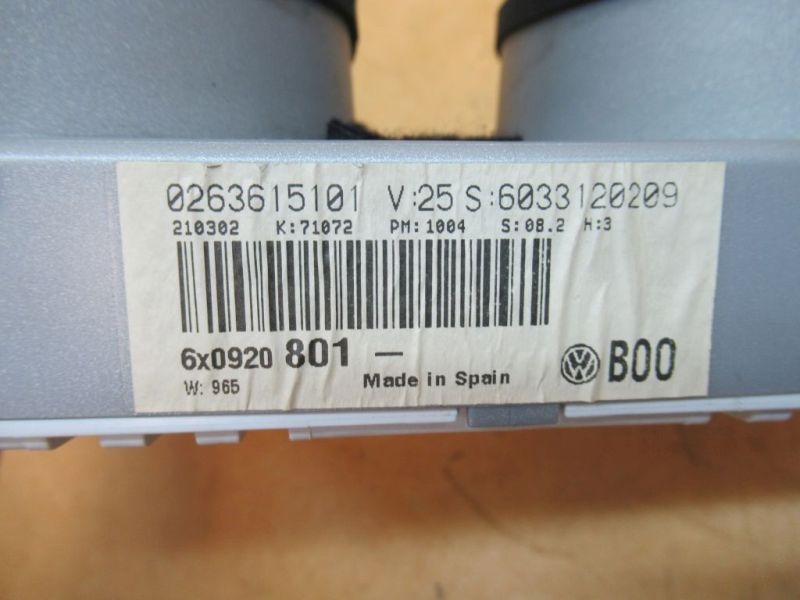 0263615101 V:25 S:6033120209
210302 K:71072 PM:1004 S:08.2 H:3
6x0920 801 — B00
W: 965 Made in Spain